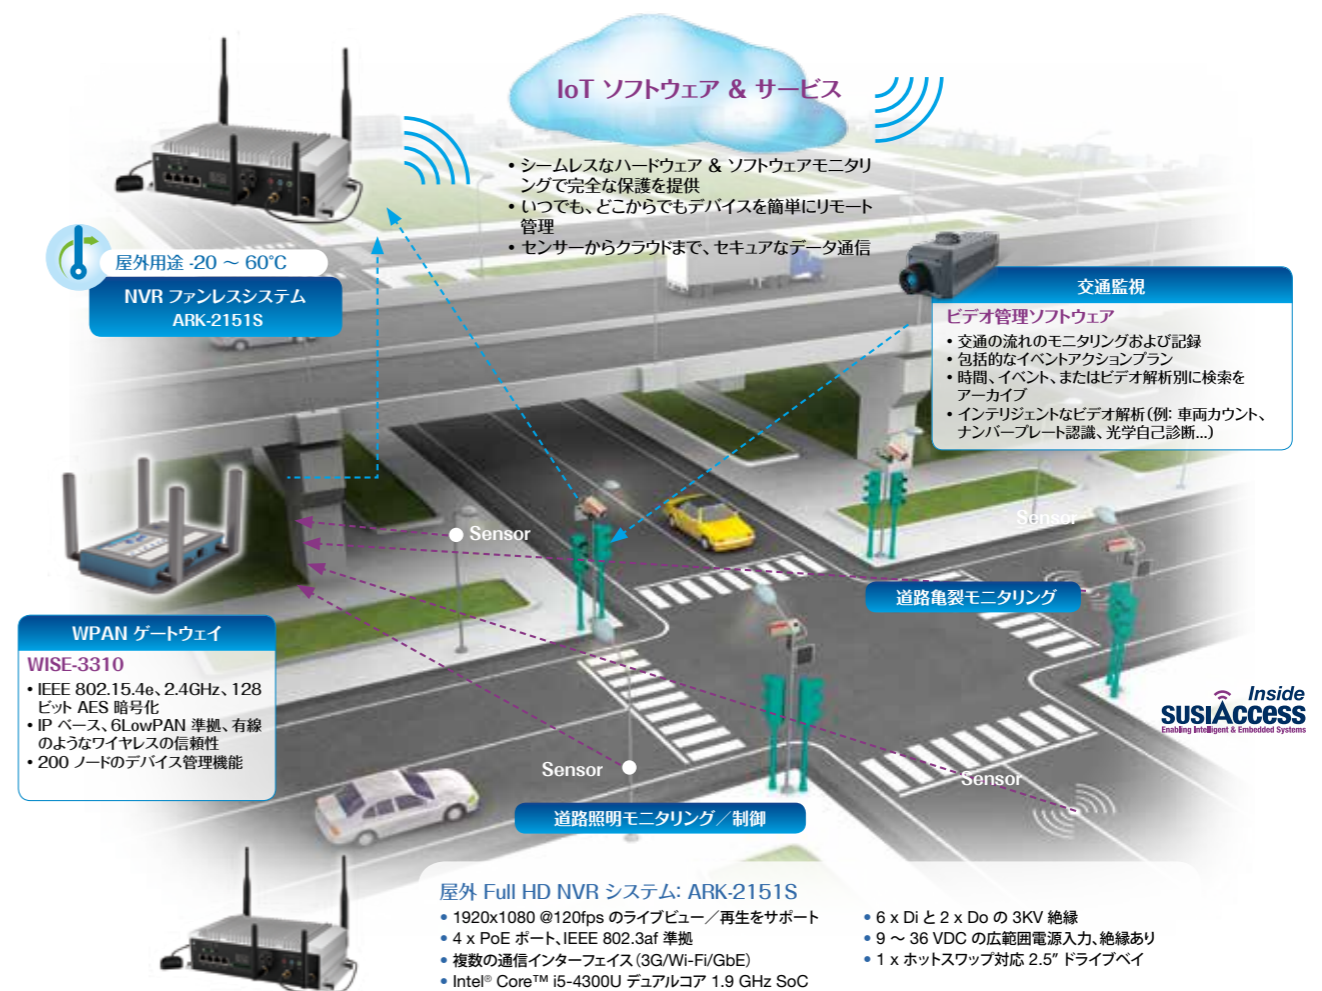 IoT ソフトウェア & サービス
• シームレスなハードウェア & ソフトウェアモニタリ
ングで完全な保護を提供
• いつでも、どこからでもデバイスを簡単にリモート
管理
• センサーからクラウドまで、セキュアなデータ通信
屋外用途 -20 ～ 60°C
NVR ファンレスシステム
ARK-2151S
交通監視
ビデオ管理ソフトウェア
• 交通の流れのモニタリングおよび記録
• 包括的なイベントアクションプラン
• 時間、イベント、またはビデオ解析別に検索を
アーカイブ
• インテリジェントなビデオ解析（例: 車両カウント、
ナンバープレート認識、光学自己診断...）
Sensor
Sensor
道路亀裂モニタリング
WPAN ゲートウェイ
WISE-3310
• IEEE 802.15.4e、2.4GHz、128
ビット AES 暗号化
• IP ベース、6LowPAN 準拠、有線
のようなワイヤレスの信頼性
• 200 ノードのデバイス管理機能
Inside
SUSIACCESS
Enabling Intelligent & Embedded Systems
Sensor
Sensor
道路照明モニタリング／制御
屋外 Full HD NVR システム: ARK-2151S
• 1920x1080 @120fps のライブビュー／再生をサポート
• 4 x PoE ポート、IEEE 802.3af 準拠
• 複数の通信インターフェイス（3G/Wi-Fi/GbE）
• Intel® Core™ i5-4300U デュアルコア 1.9 GHz SoC
• 6 x Di と 2 x Do の 3KV 絶縁
• 9 ～ 36 VDC の広範囲電源入力、絶縁あり
• 1 x ホットスワップ対応 2.5" ドライブベイ